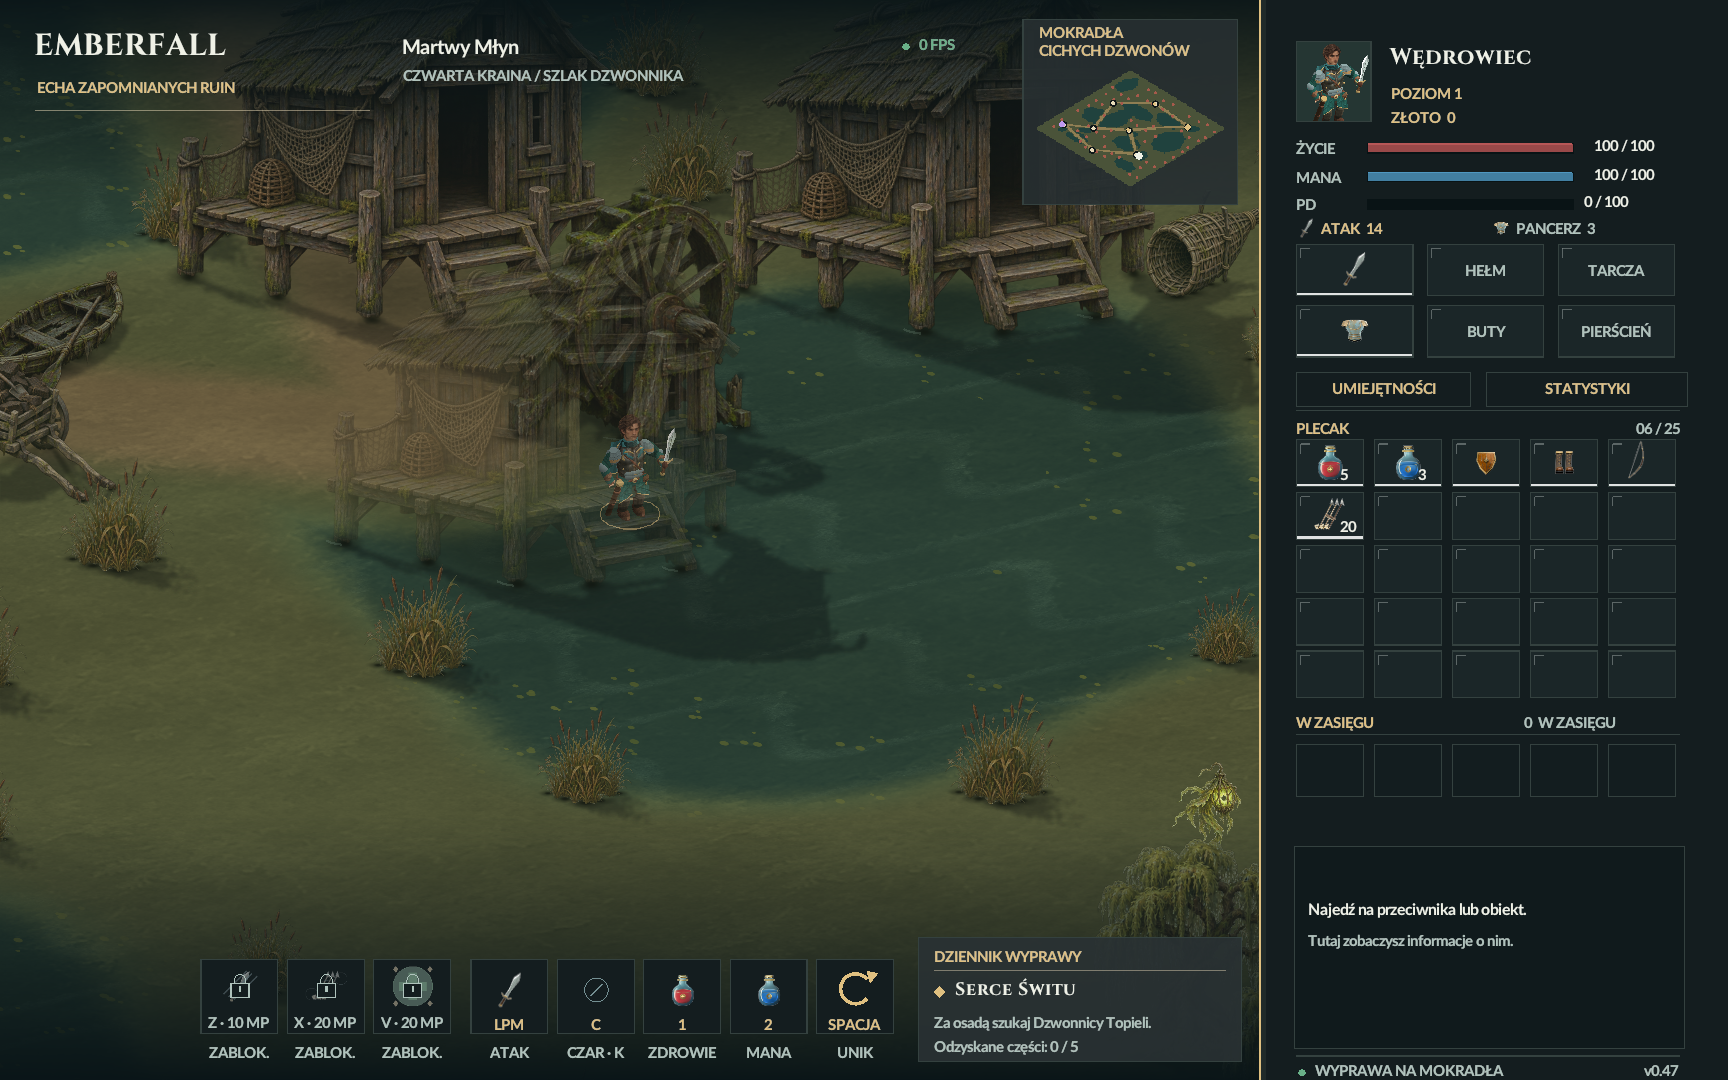 EMBERFALL
ECHA ZAPOMNIANYCH RUIN
Martwy Młyn
CZWARTA KRAINA / SZLAK DZWONNIKA
0 FPS
MOKRADŁA
CICHYCH DZWONÓW
WĘDROWIEC
POZIOM 1
ZŁOTO 0
ŻYCIE 100 / 100
MANA 100 / 100
PD 0 / 100
ATAK 14 PANCERZ 3
HEŁM TARCZA
BUTY PIERŚCIEŃ
UMIEJĘTNOŚCI STATYSTYKI
PLECAK 06 / 25
5 3
20
W ZASIĘGU 0 W ZASIĘGU
Najedź na przeciwnika lub obiekt.
Tutaj zobaczysz informacje o nim.
WYPRAWA NA MOKRADŁA v0.47
Z · 10 MP X · 20 MP V · 20 MP LPM C 1 2 SPACJA
ZABLOK. ZABLOK. ZABLOK. ATAK CZAR · K ZDROWIE MANA UNIK
DZIENNIK WYPRAWY
SERCE ŚWITU
Za osadą szukaj Dzwonnicy Topieli.
Odzyskane części: 0 / 5